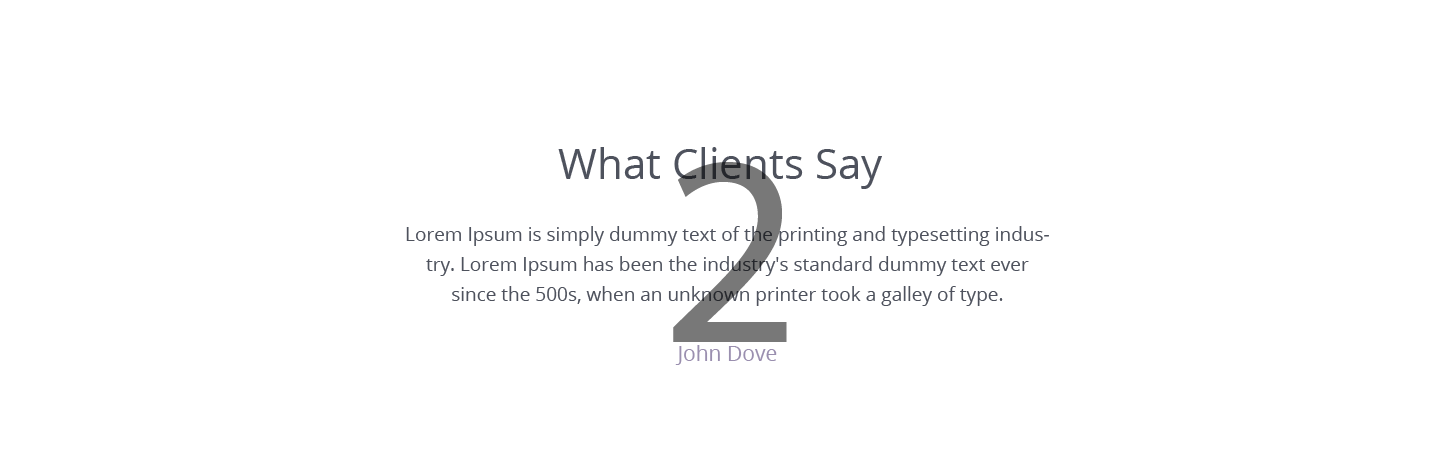 What Clients Say
2
Lorem Ipsum is simply dummy text of the printing and typesetting indus-
try. Lorem Ipsum has been the industry's standard dummy text ever
since the 500s, when an unknown printer took a galley of type.
John Dove